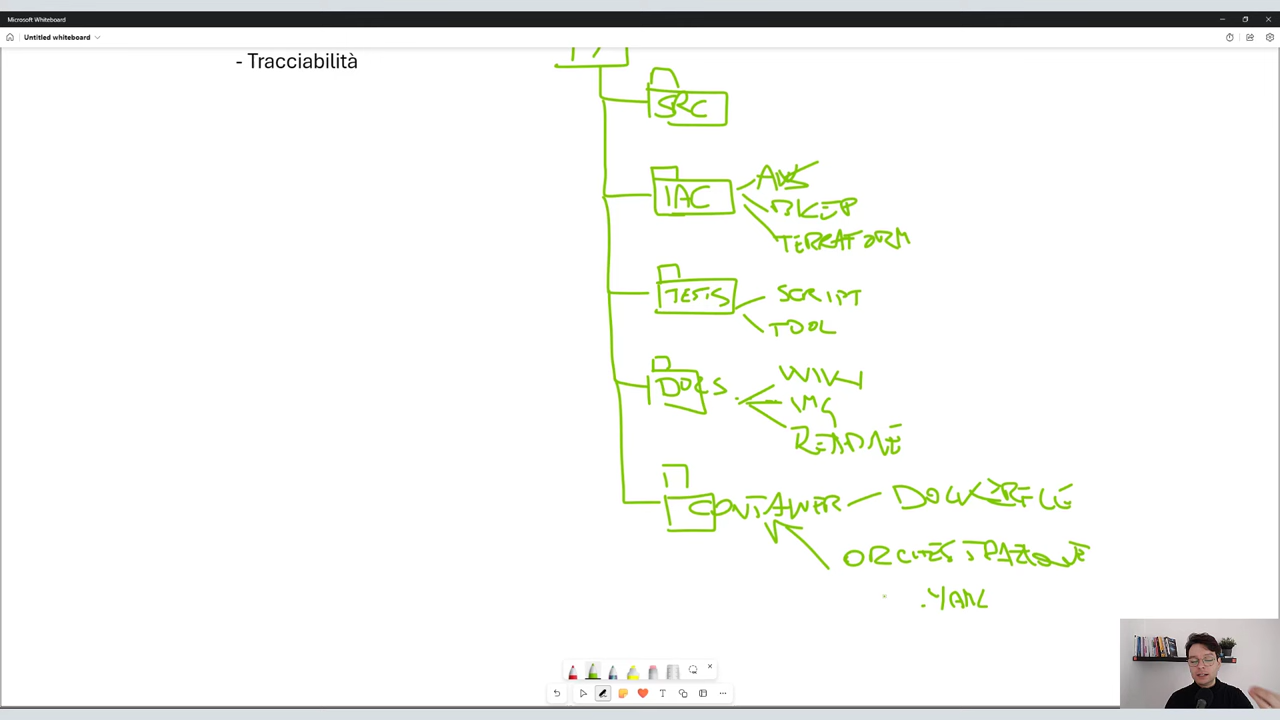 Microsoft Whiteboard
Untitled whiteboard
- Tracciabilità
SRC
IAC
AWS
BICEP
TERRAFORM
TESTS
SCRIPT
TOOL
DOCS
WIKI
IMG
README
CONTAINER
DOCKERFILE
ORCHESTRAZIONE
.YAML